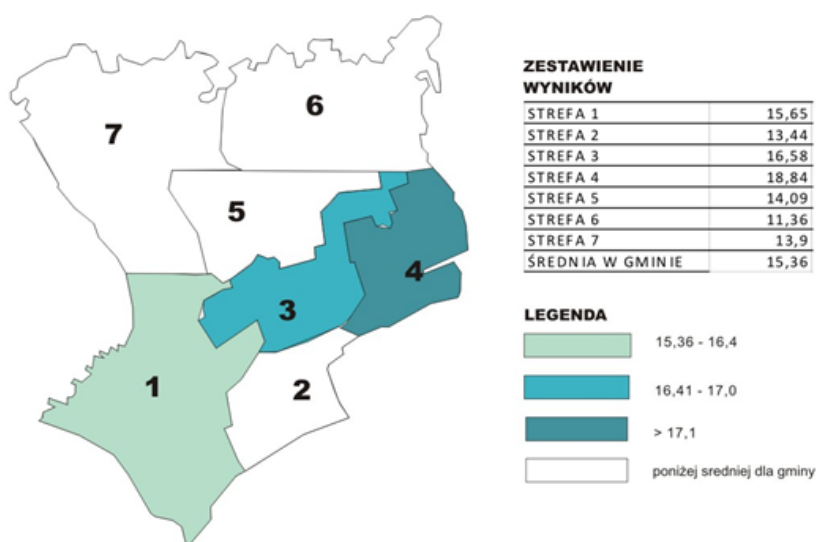 7
6
5
4
3
1
2
ZESTAWIENIE
WYNIKÓW
STREFA 1 15,65
STREFA 2 13,44
STREFA 3 16,58
STREFA 4 18,84
STREFA 5 14,09
STREFA 6 11,36
STREFA 7 13,9
ŚREDNIA W GMINIE 15,36
LEGENDA
15,36 - 16,4
16,41 - 17,0
> 17,1
poniżej sredniej dla gminy